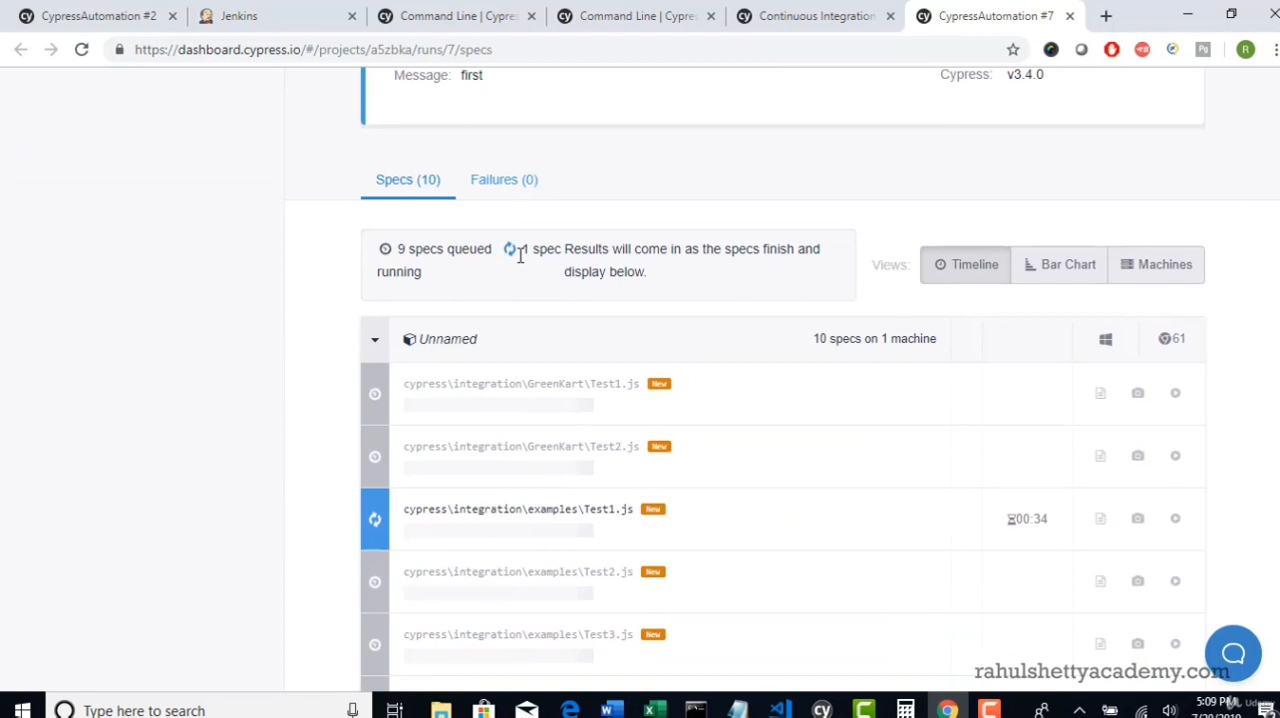 CypressAutomation #2
Jenkins
Command Line | Cypre
Command Line | Cypre
Continuous Integration
CypressAutomation #7
https://dashboard.cypress.io/#/projects/a5zbka/runs/7/specs
R
Message: first
Cypress: v3.4.0
Specs (10)
Failures (0)
9 specs queued 1 spec
running
Results will come in as the specs finish and
display below.
Views:
Timeline
Bar Chart
Machines
Unnamed
10 specs on 1 machine
61
cypress\integration\GreenKart\Test1.js New
cypress\integration\GreenKart\Test2.js New
cypress\integration\examples\Test1.js New
00:34
cypress\integration\examples\Test2.js New
cypress\integration\examples\Test3.js New
rahulshettyacademy.com
Type here to search
5:09 PM